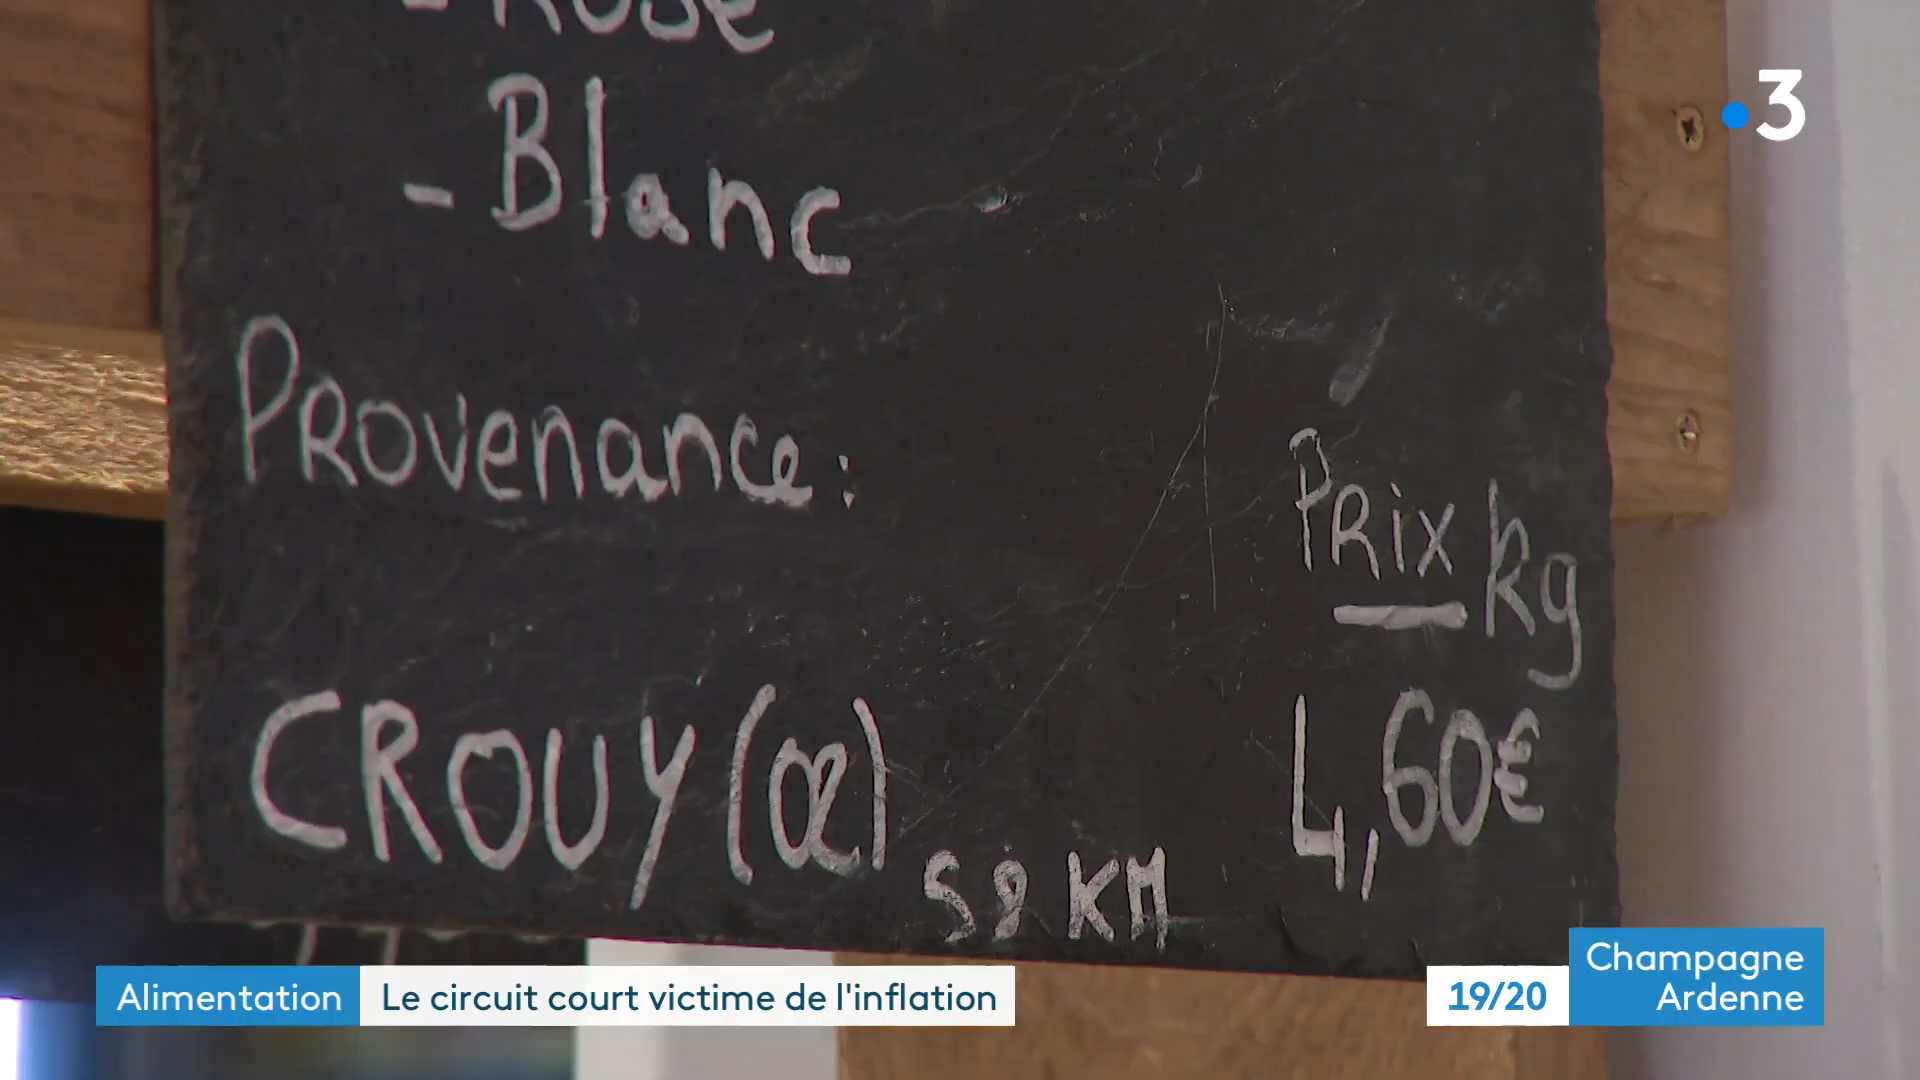 - Rosé
- Blanc
3
Provenance:
Prix kg
CROUY (02) 58 KM
4,60€
Alimentation Le circuit court victime de l'inflation
19/20
Champagne
Ardenne